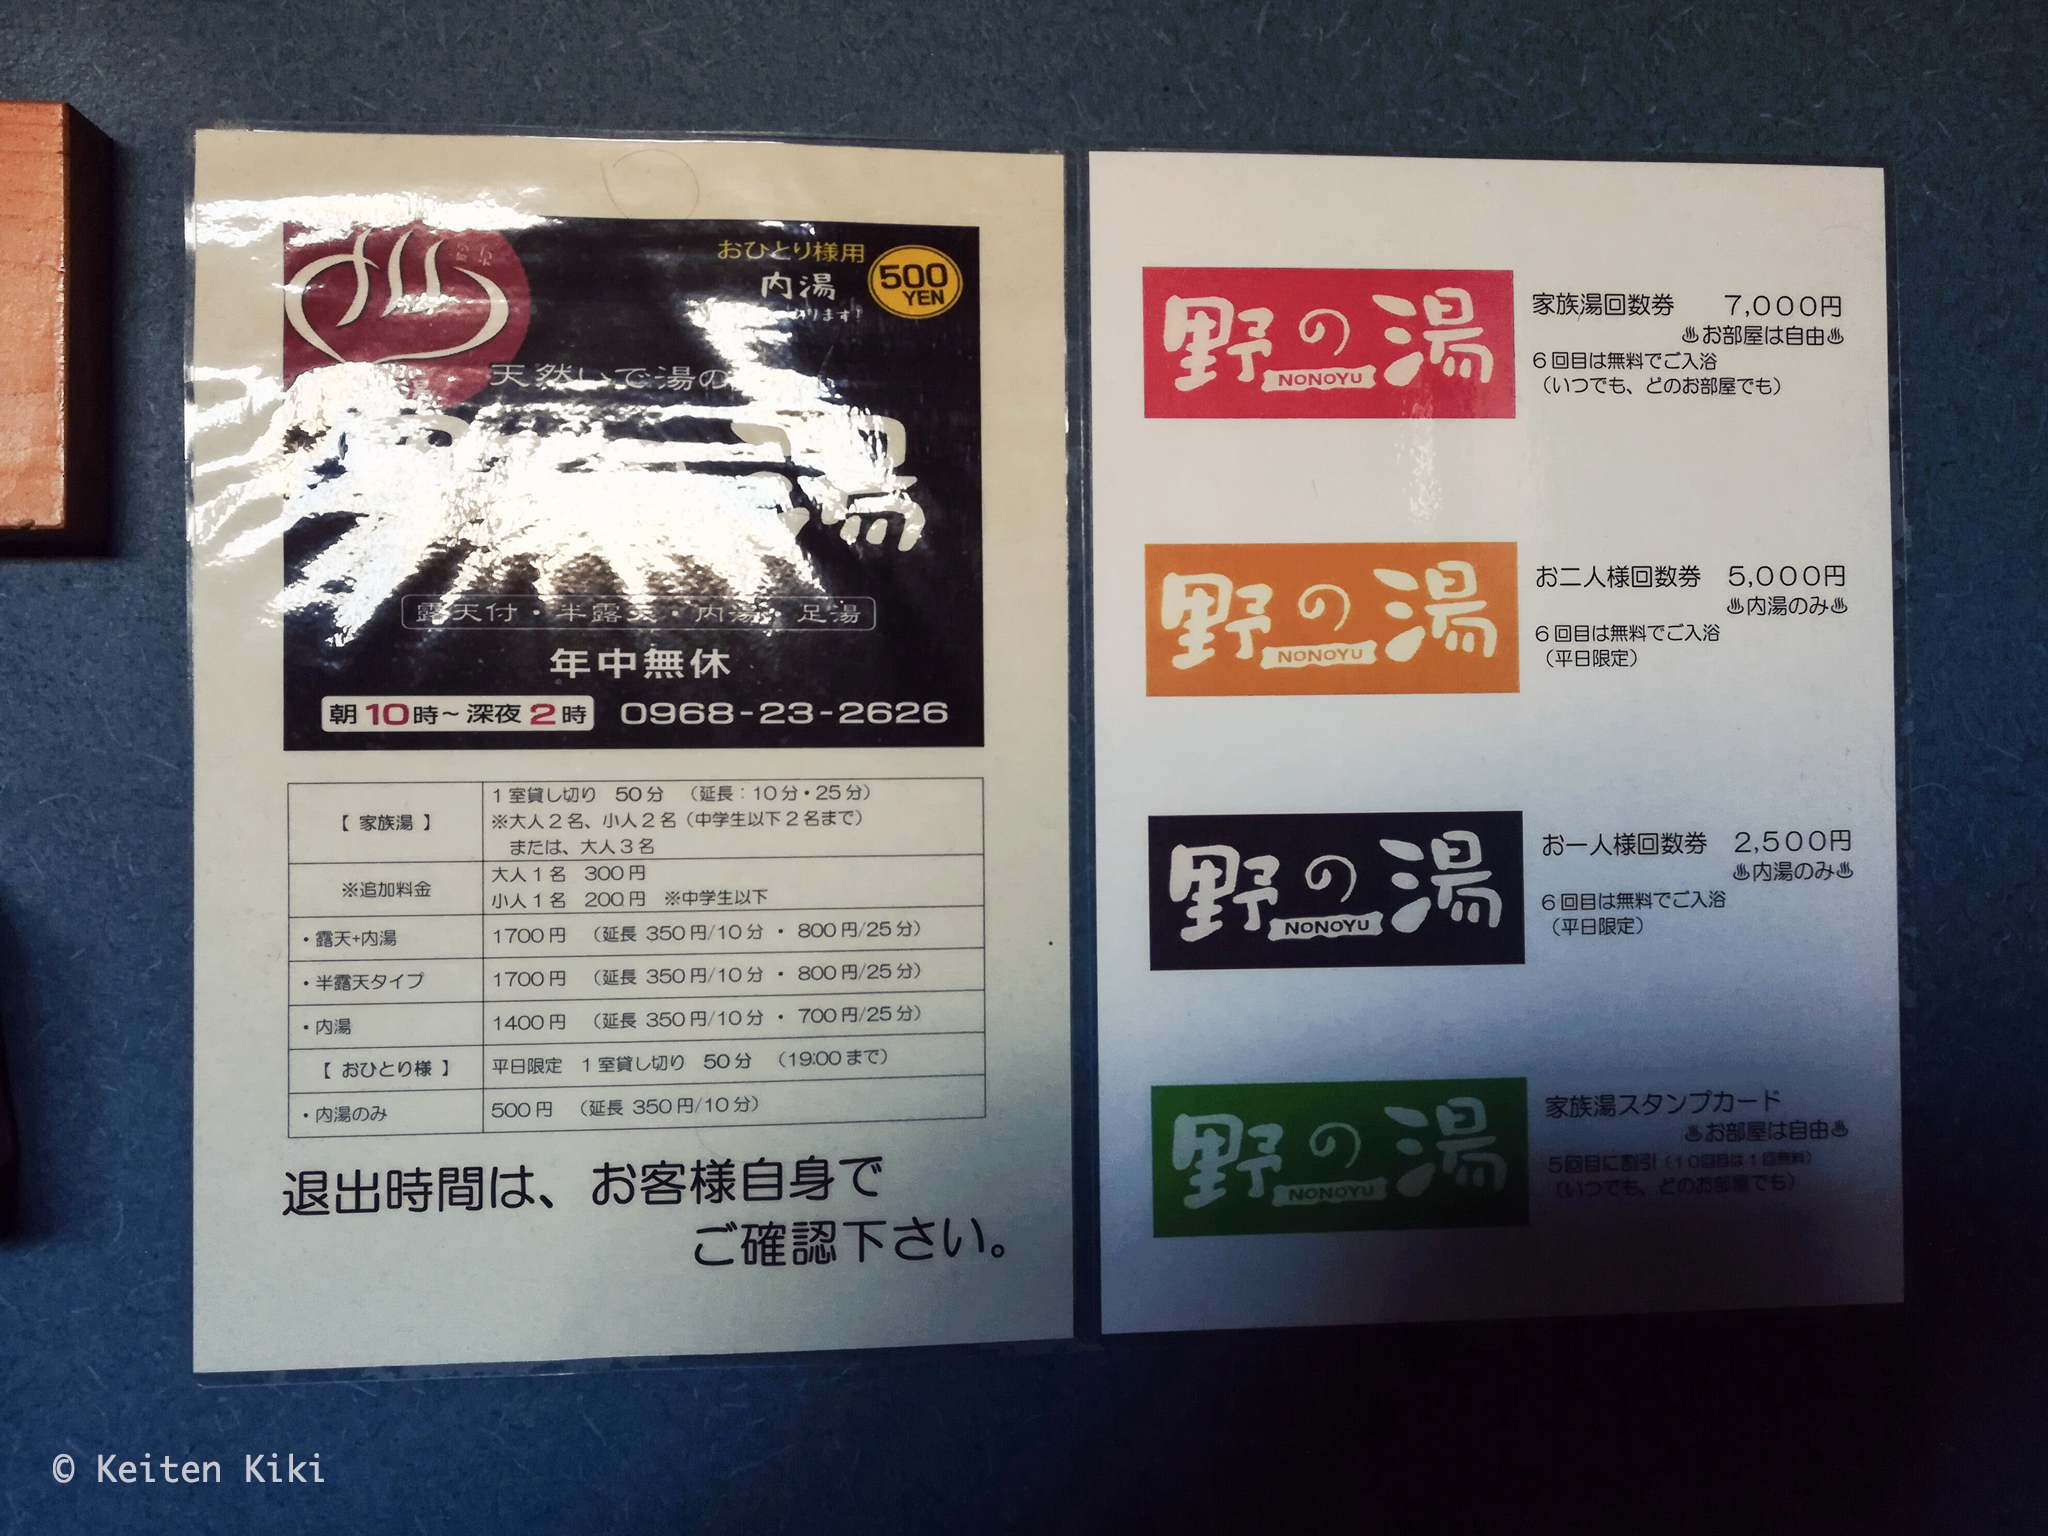 おひとり様用
内湯
ります!
500
YEN
天然いで湯の
湯
露天付・半露天・内湯・足湯
年中無休
朝10時～深夜2時 0968-23-2626
【 家族湯 】 1室貸し切り 50分 （延長：10分・25分）
※大人2名、小人2名（中学生以下2名まで）
または、大人3名
※追加料金 大人1名 300円
小人1名 200円 ※中学生以下
・露天+内湯 1700円 （延長 350円/10分 ・ 800円/25分）
・半露天タイプ 1700円 （延長 350円/10分 ・ 800円/25分）
・内湯 1400円 （延長 350円/10分 ・ 700円/25分）
【 おひとり様 】 平日限定 1室貸し切り 50分 （19:00まで）
・内湯のみ 500円 （延長 350円/10分）
退出時間は、お客様自身で
ご確認下さい。
野の湯
NONOYU
家族湯回数券 7,000円
♨お部屋は自由♨
6回目は無料でご入浴
（いつでも、どのお部屋でも）
野の湯
NONOYU
お二人様回数券 5,000円
♨内湯のみ♨
6回目は無料でご入浴
（平日限定）
野の湯
NONOYU
お一人様回数券 2,500円
♨内湯のみ♨
6回目は無料でご入浴
（平日限定）
野の湯
NONOYU
家族湯スタンプカード
♨お部屋は自由♨
5回目に割引（10回目は1回無料）
（いつでも、どのお部屋でも）
© Keiten Kiki